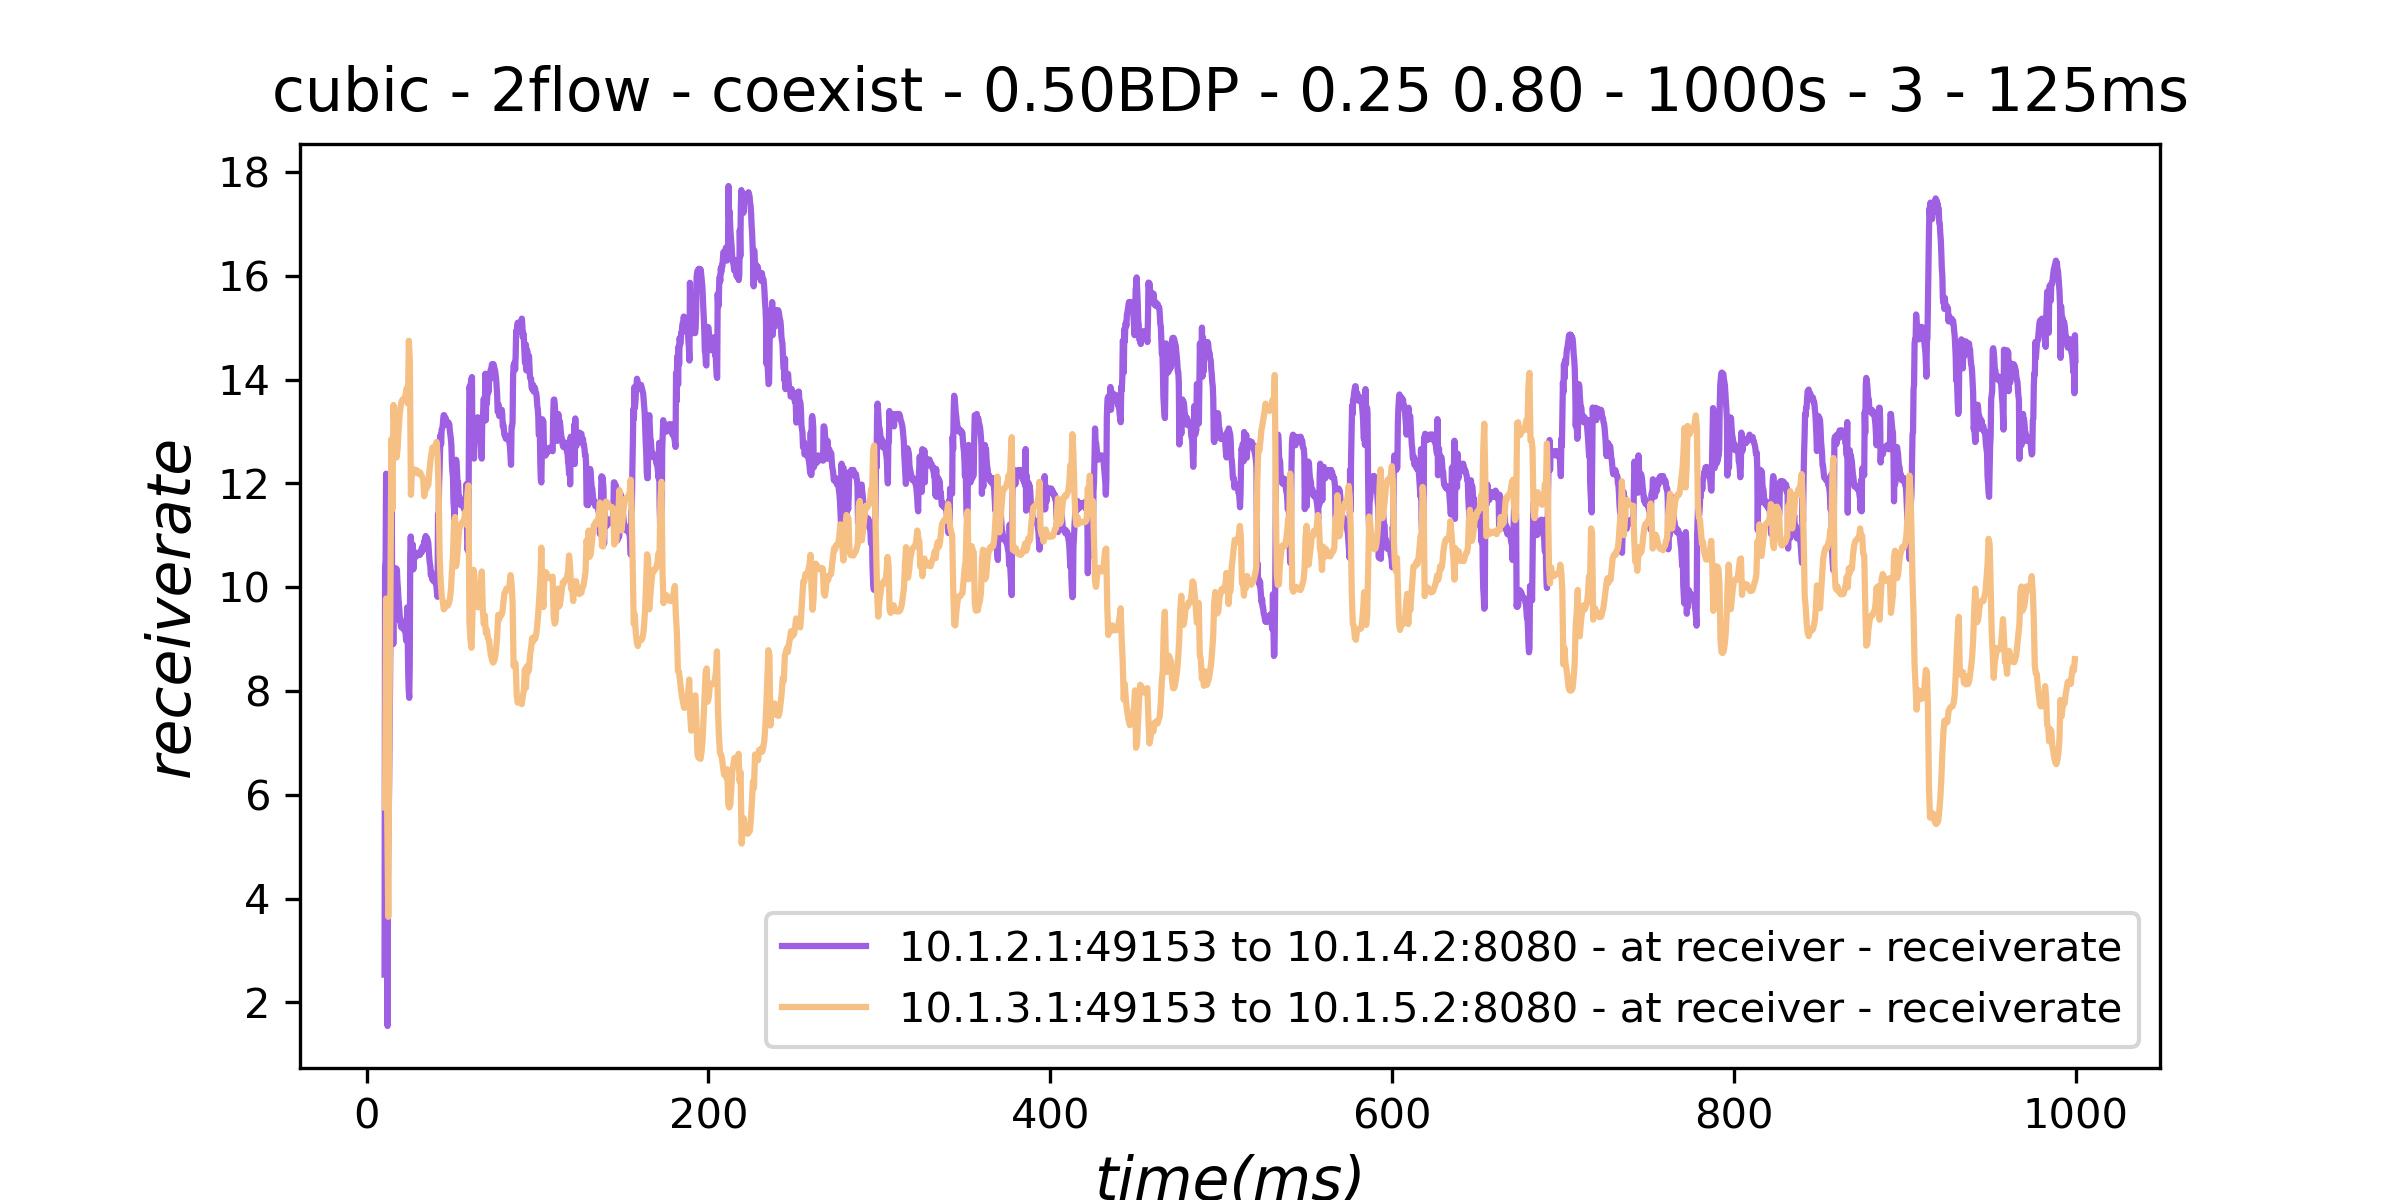 cubic - 2flow - coexist - 0.50BDP - 0.25 0.80 - 1000s - 3 - 125ms
18
16
14
12
10
8
6
4
2
receiverate
10.1.2.1:49153 to 10.1.4.2:8080 - at receiver - receiverate
10.1.3.1:49153 to 10.1.5.2:8080 - at receiver - receiverate
0 200 400 600 800 1000
time(ms)